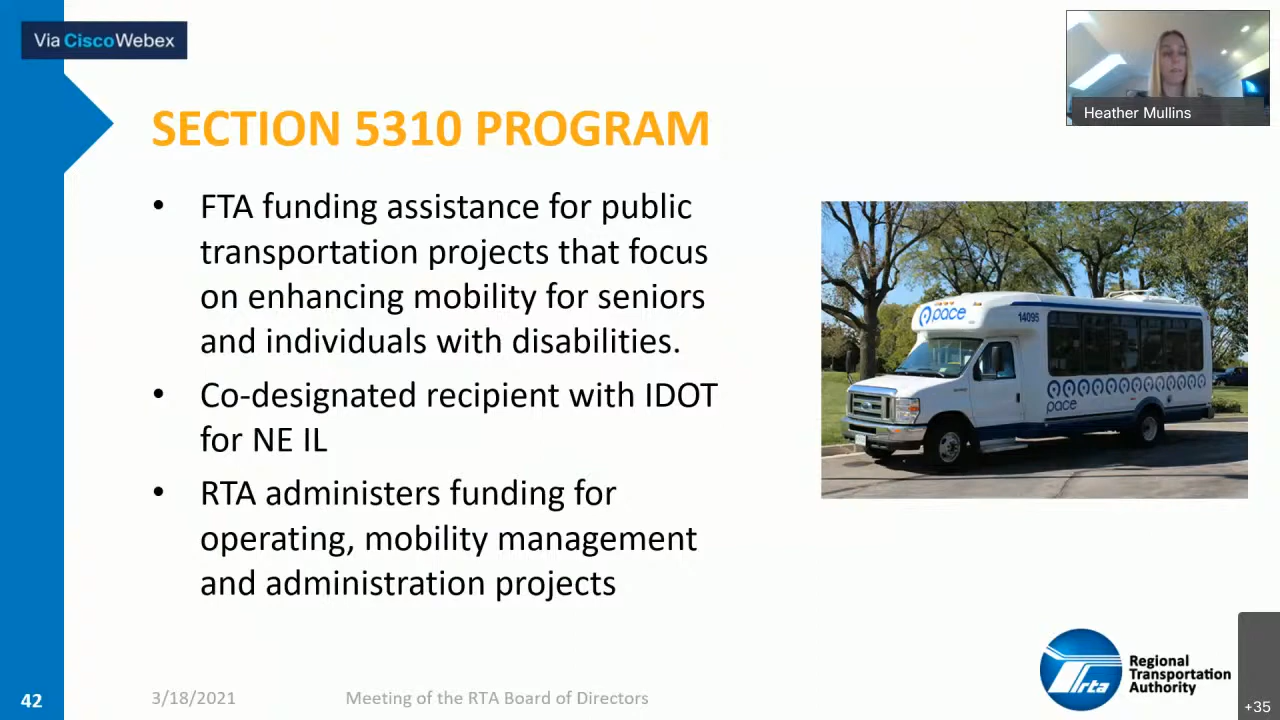 Via CiscoWebex
Heather Mullins
SECTION 5310 PROGRAM
• FTA funding assistance for public
transportation projects that focus
on enhancing mobility for seniors
and individuals with disabilities.
• Co-designated recipient with IDOT
for NE IL
• RTA administers funding for
operating, mobility management
and administration projects
pace
14095
pace
rta
Regional
Transportation
Authority
42
3/18/2021
Meeting of the RTA Board of Directors
+35